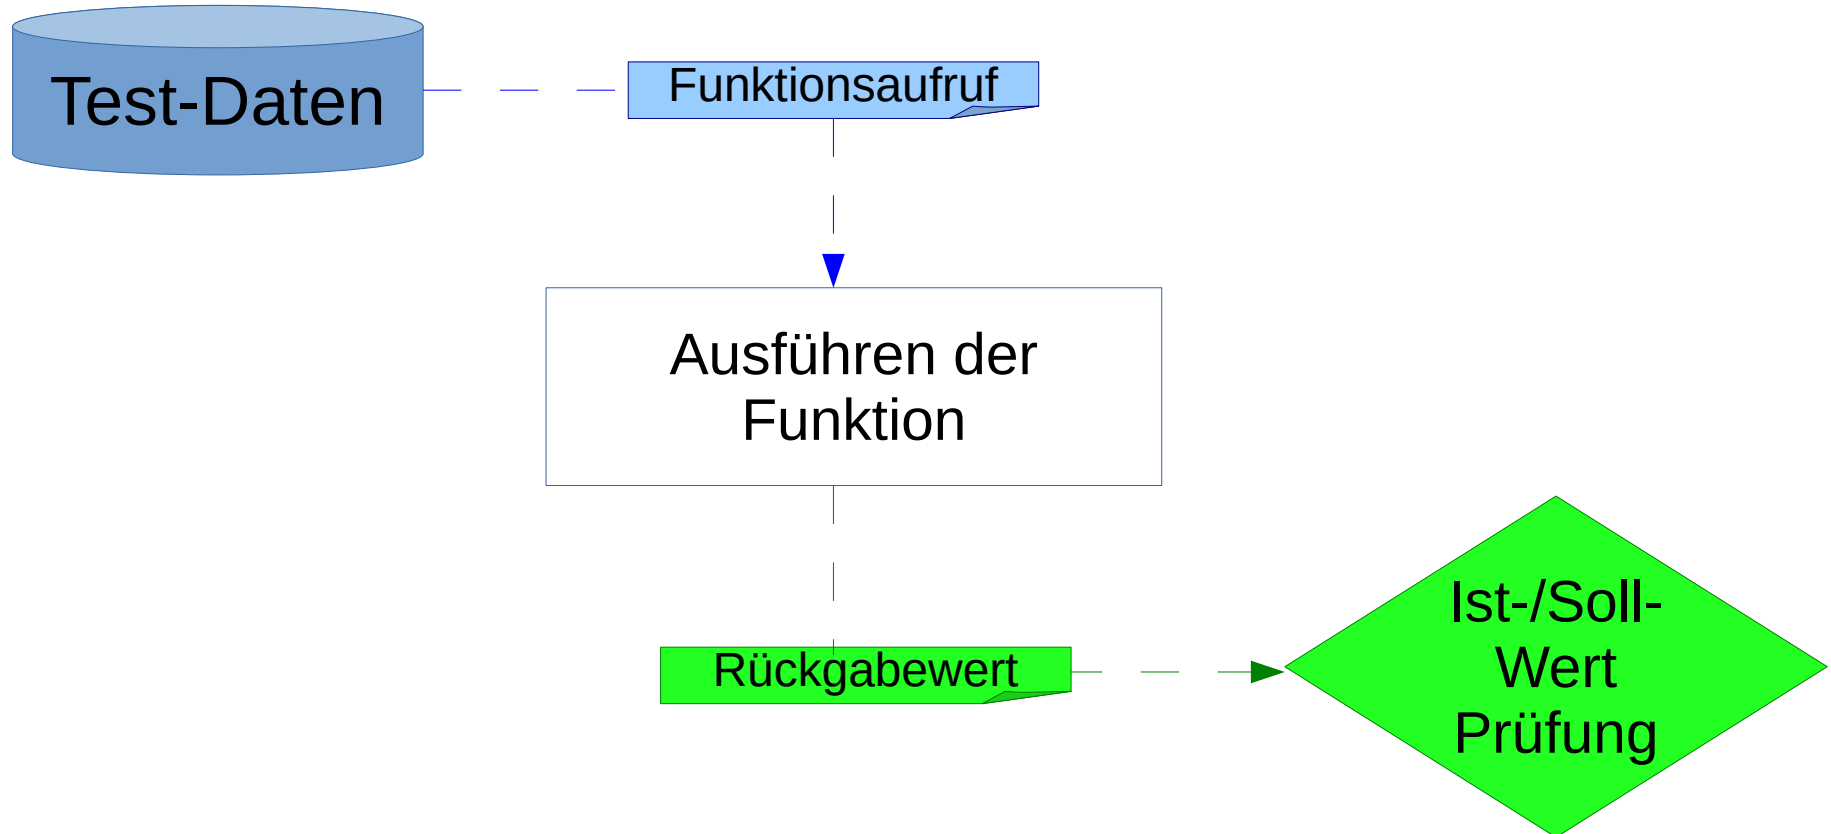 Test-Daten
Funktionsaufruf
Ausführen der
Funktion
Rückgabewert
Ist-/Soll-
Wert
Prüfung